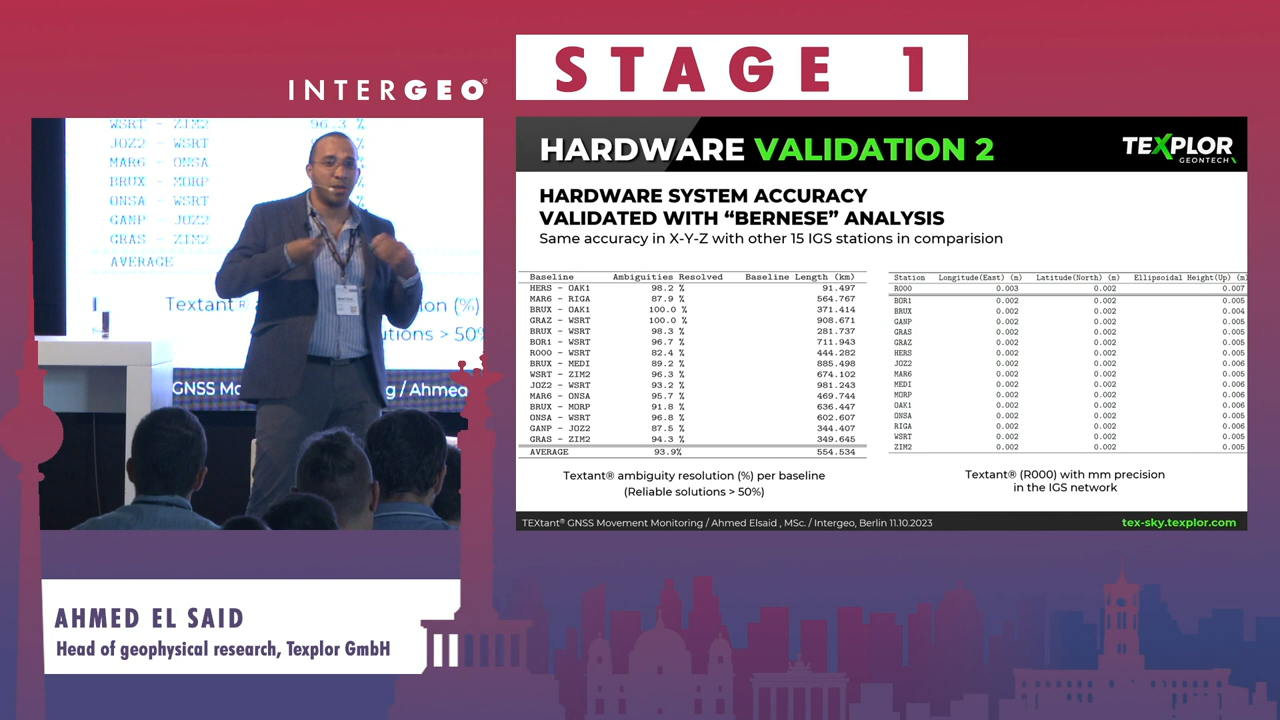 STAGE 1
INTERGEO®
WSRT - ZIM2 96.3 %
JOZ2 - WSRT
MAR6 - ONSA %
BRUX - MORP %
ONSA - WSRT %
GANP - JOZ2 %
GRAS - ZIM2 %
AVERAGE
Textant
> 50%
GNSS Mo g / Ahmed
HARDWARE VALIDATION 2
TEXPLOR
GEONTECH
HARDWARE SYSTEM ACCURACY
VALIDATED WITH “BERNESE” ANALYSIS
Same accuracy in X-Y-Z with other 15 IGS stations in comparision
Baseline Ambiguities Resolved Baseline Length (km)
HERS - OAK1 98.2 % 91.497
MAR6 - RIGA 87.9 % 564.767
BRUX - OAK1 100.0 % 371.414
GRAZ - WSRT 100.0 % 908.671
BRUX - WSRT 98.3 % 281.737
BOR1 - WSRT 96.7 % 711.943
R000 - WSRT 82.4 % 444.282
BRUX - MEDI 89.2 % 885.498
WSRT - ZIM2 96.3 % 674.102
JOZ2 - WSRT 93.2 % 981.243
MAR6 - ONSA 95.7 % 469.744
BRUX - MORP 91.8 % 636.447
ONSA - WSRT 96.8 % 602.607
GANP - JOZ2 87.5 % 344.407
GRAS - ZIM2 94.3 % 349.645
AVERAGE 93.9% 554.534
Textant® ambiguity resolution (%) per baseline
(Reliable solutions > 50%)
Station Longitude(East) (m) Latitude(North) (m) Ellipsoidal Height(Up) (m)
R000 0.003 0.002 0.007
BOR1 0.002 0.002 0.005
BRUX 0.002 0.002 0.004
GANP 0.002 0.002 0.005
GRAS 0.002 0.002 0.005
GRAZ 0.002 0.002 0.005
HERS 0.002 0.002 0.005
JOZ2 0.002 0.002 0.006
MAR6 0.002 0.002 0.005
MEDI 0.002 0.002 0.006
MORP 0.002 0.002 0.006
OAK1 0.002 0.002 0.006
ONSA 0.002 0.002 0.005
RIGA 0.002 0.002 0.006
WSRT 0.002 0.002 0.005
ZIM2 0.002 0.002 0.005
Textant® (R000) with mm precision
in the IGS network
TEXtant® GNSS Movement Monitoring / Ahmed Elsaid , MSc. / Intergeo, Berlin 11.10.2023
tex-sky.texplor.com
AHMED EL SAID
Head of geophysical research, Texplor GmbH